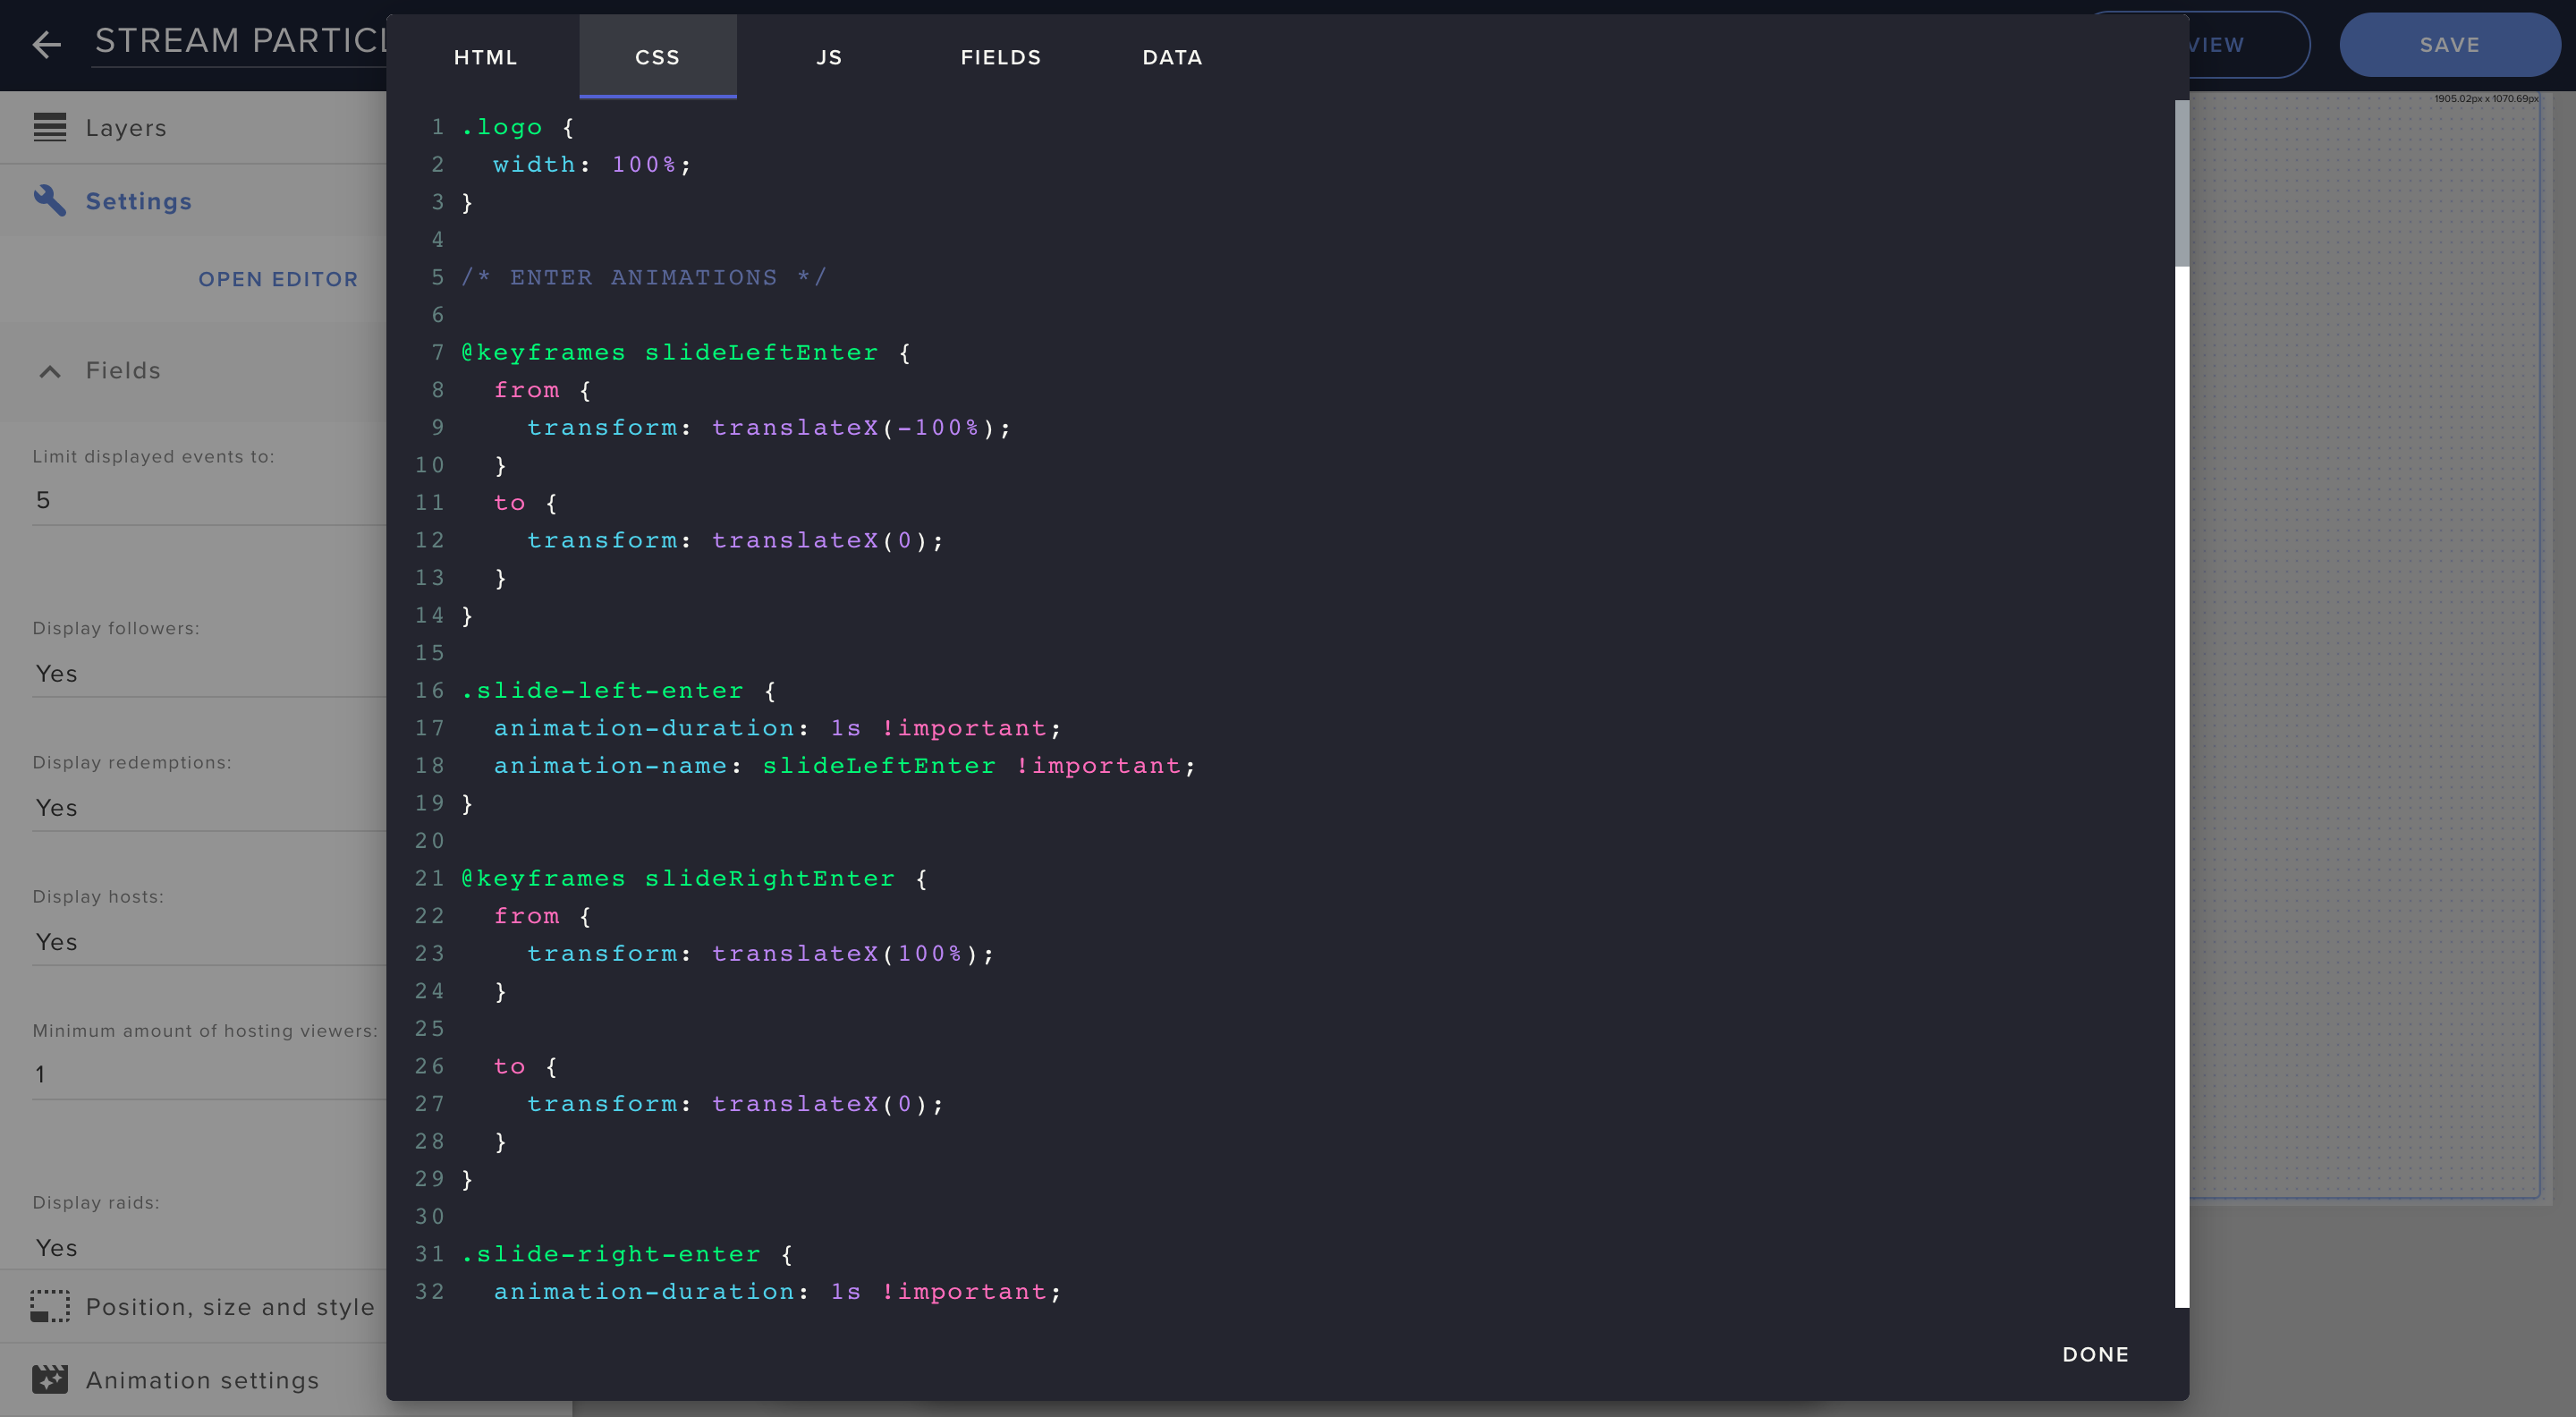 STREAM PARTICL
HTML
CSS
JS
FIELDS
DATA
VIEW
SAVE
1905.02px x 1070.69px
Layers
Settings
OPEN EDITOR
Fields
Limit displayed events to:
5
Display followers:
Yes
Display redemptions:
Yes
Display hosts:
Yes
Minimum amount of hosting viewers:
1
Display raids:
Yes
Position, size and style
Animation settings
1 .logo {
2   width: 100%;
3 }
4
5 /* ENTER ANIMATIONS */
6
7 @keyframes slideLeftEnter {
8   from {
9     transform: translateX(-100%);
10   }
11   to {
12     transform: translateX(0);
13   }
14 }
15
16 .slide-left-enter {
17   animation-duration: 1s !important;
18   animation-name: slideLeftEnter !important;
19 }
20
21 @keyframes slideRightEnter {
22   from {
23     transform: translateX(100%);
24   }
25
26   to {
27     transform: translateX(0);
28   }
29 }
30
31 .slide-right-enter {
32   animation-duration: 1s !important;
DONE